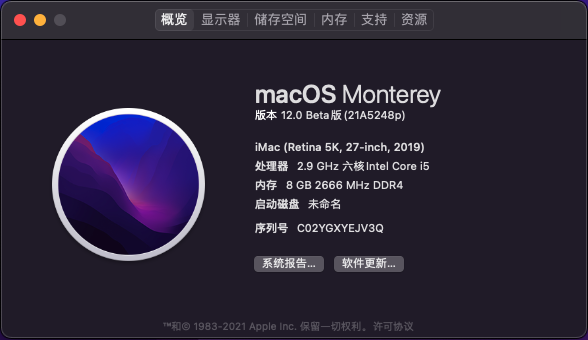 概览 显示器 储存空间 内存 支持 资源
macOS Monterey
版本 12.0 Beta版 (21A5248p)
iMac (Retina 5K, 27-inch, 2019)
处理器 2.9 GHz 六核Intel Core i5
内存 8 GB 2666 MHz DDR4
启动磁盘 未命名
序列号 C02YGXYEJV3Q
系统报告... 软件更新...
™和© 1983-2021 Apple Inc. 保留一切权利。许可协议